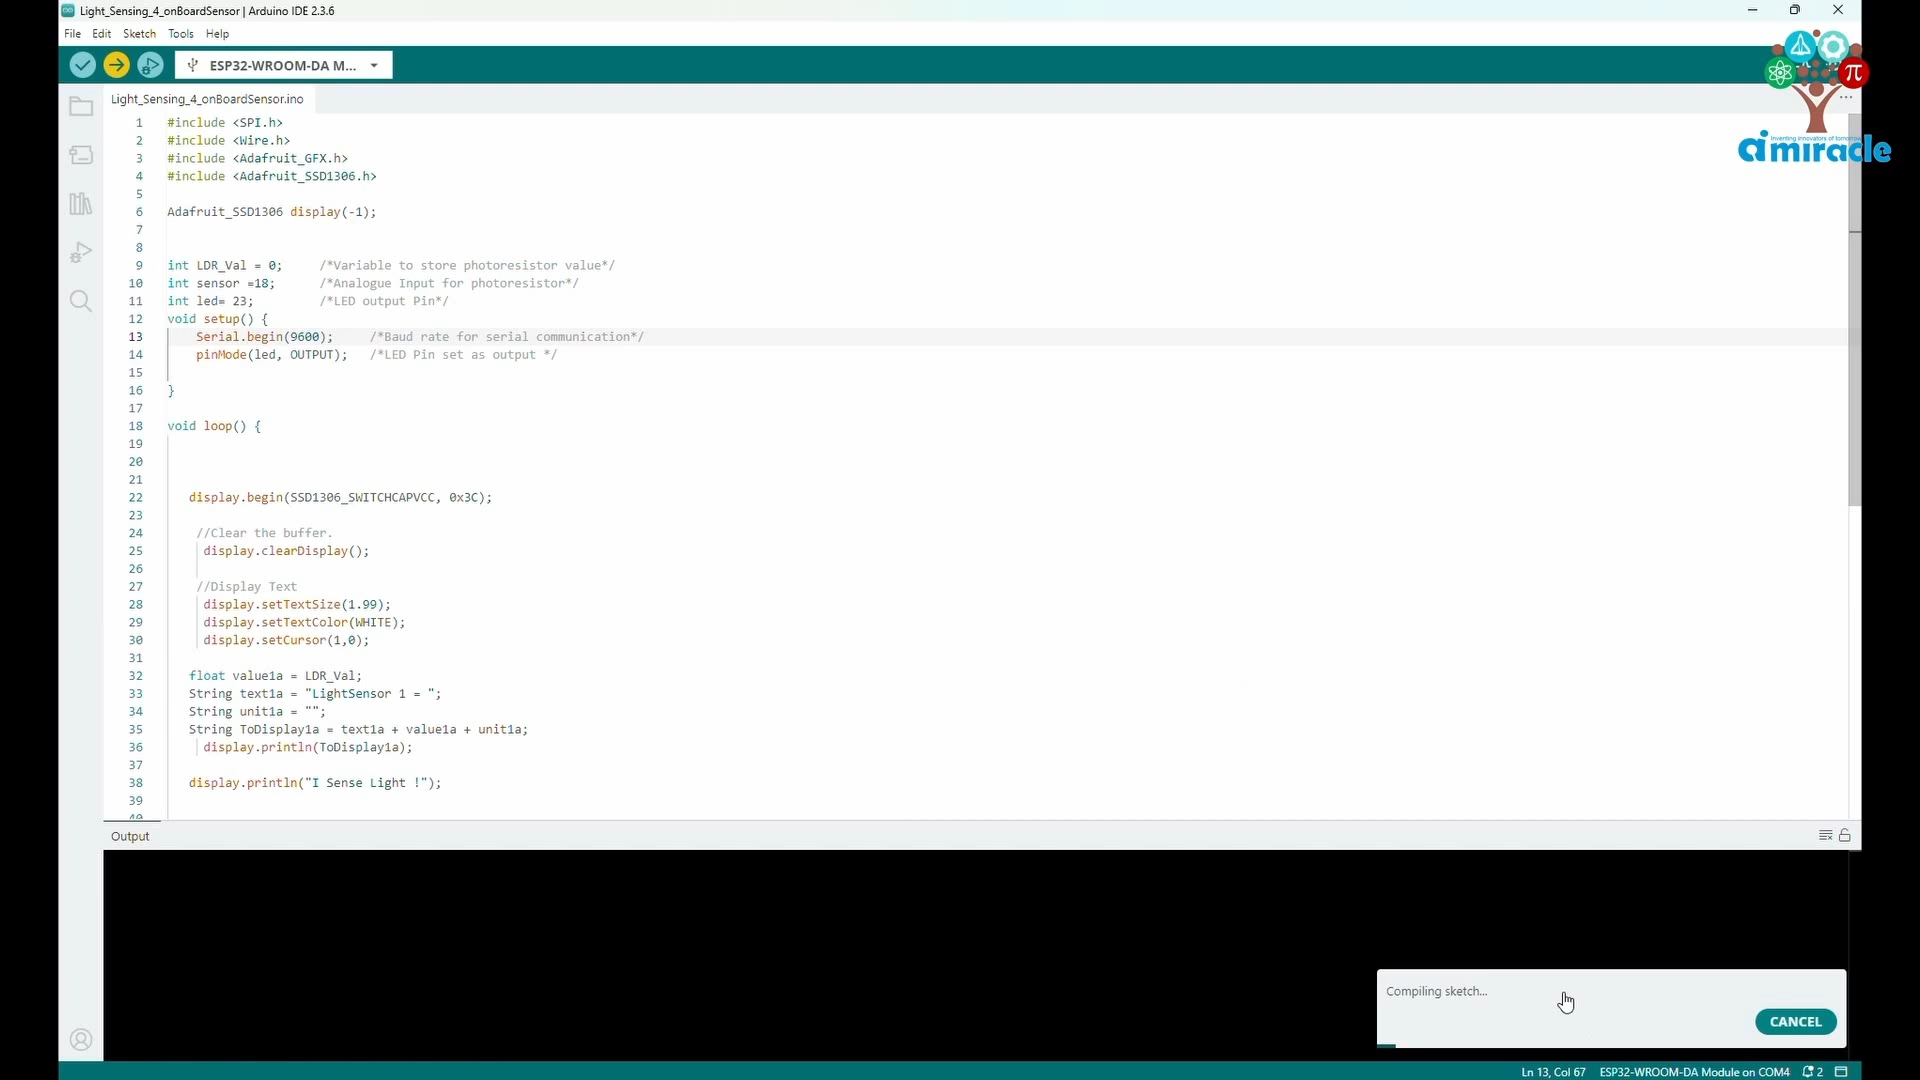 Light_Sensing_4_onBoardSensor | Arduino IDE 2.3.6
File Edit Sketch Tools Help
ESP32-WROOM-DA M...
π
Inventing innovators of tomorrow
aimiracle
Light_Sensing_4_onBoardSensor.ino
1 #include <SPI.h>
2 #include <Wire.h>
3 #include <Adafruit_GFX.h>
4 #include <Adafruit_SSD1306.h>
5
6 Adafruit_SSD1306 display(-1);
7
8
9 int LDR_Val = 0;     /*Variable to store photoresistor value*/
10 int sensor =18;      /*Analogue Input for photoresistor*/
11 int led= 23;         /*LED output Pin*/
12 void setup() {
13     Serial.begin(9600);     /*Baud rate for serial communication*/
14     pinMode(led, OUTPUT);   /*LED Pin set as output */
15
16 }
17
18 void loop() {
19
20
21
22    display.begin(SSD1306_SWITCHCAPVCC, 0x3C);
23
24     //Clear the buffer.
25      display.clearDisplay();
26
27     //Display Text
28      display.setTextSize(1.99);
29      display.setTextColor(WHITE);
30      display.setCursor(1,0);
31
32    float value1a = LDR_Val;
33    String text1a = "LightSensor 1 = ";
34    String unit1a = "";
35    String ToDisplay1a = text1a + value1a + unit1a;
36      display.println(ToDisplay1a);
37
38    display.println("I Sense Light !");
39
40
Output
Compiling sketch...
CANCEL
Ln 13, Col 67 ESP32-WROOM-DA Module on COM4 2